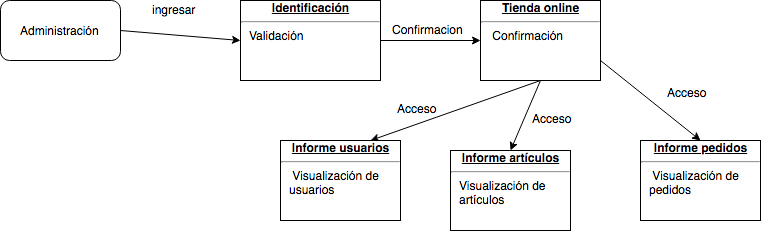 ingresar
Identificación
Tienda online
Administración
Validación
Confirmacion
Confirmación
Acceso
Acceso
Acceso
Informe usuarios
Informe artículos
Informe pedidos
Visualización de
usuarios
Visualización de
artículos
Visualización de
pedidos